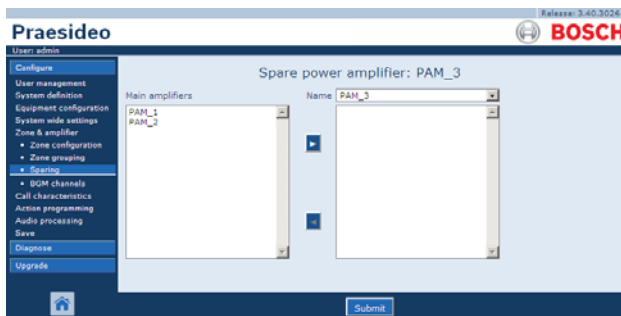 Release: 3.40.3024
Praesideo
BOSCH
User: admin
Configure
User management
System definition
Equipment configuration
System wide settings
Zone & amplifier
• Zone configuration
• Zone grouping
• Sparing
• BGM channels
Call characteristics
Action programming
Audio processing
Save
Diagnose
Upgrade
Spare power amplifier: PAM_3
Main amplifiers
Name PAM_3
PAM_1
PAM_2
Submit